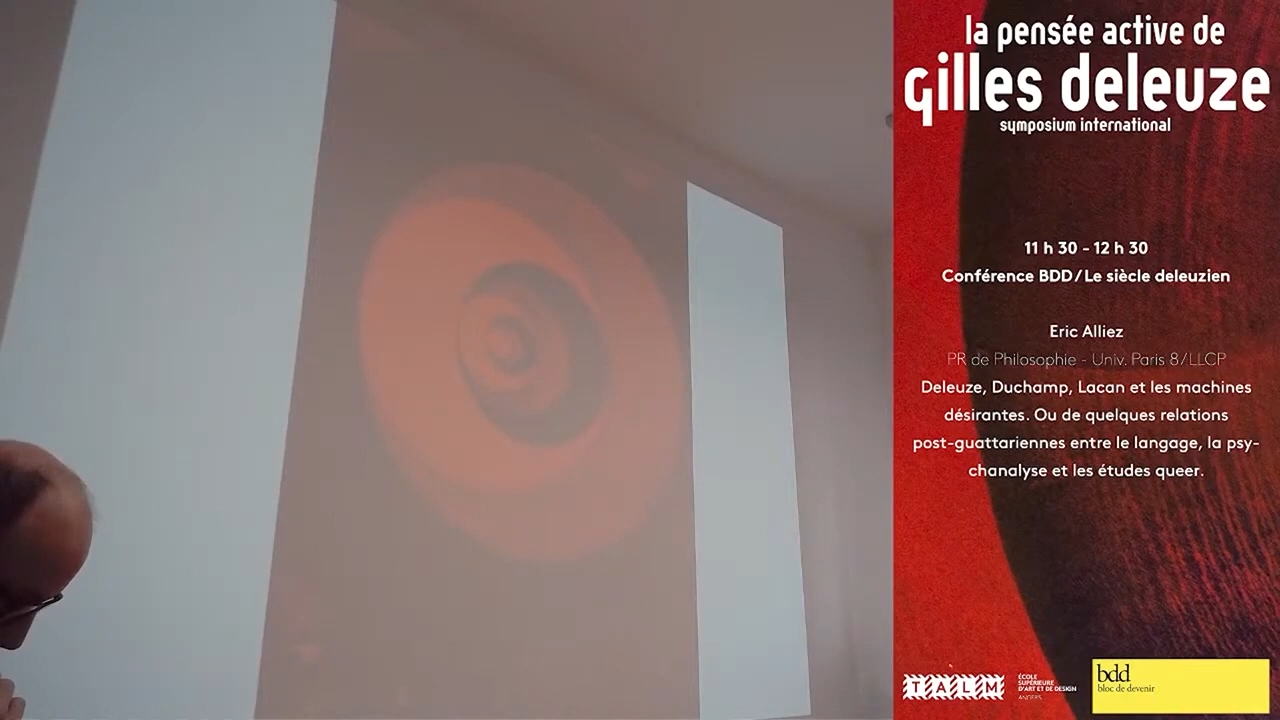 la pensée active de
gilles deleuze
symposium international
11 h 30 - 12 h 30
Conférence BDD / Le siècle deleuzien
Eric Alliez
PR de Philosophie - Univ. Paris 8 / LLCP
Deleuze, Duchamp, Lacan et les machines
désirantes. Ou de quelques relations
post-guattariennes entre le langage, la psy-
chanalyse et les études queer.
TALM
ÉCOLE
SUPÉRIEURE
D'ART ET DE DESIGN
ANGERS
bdd
bloc de devenir